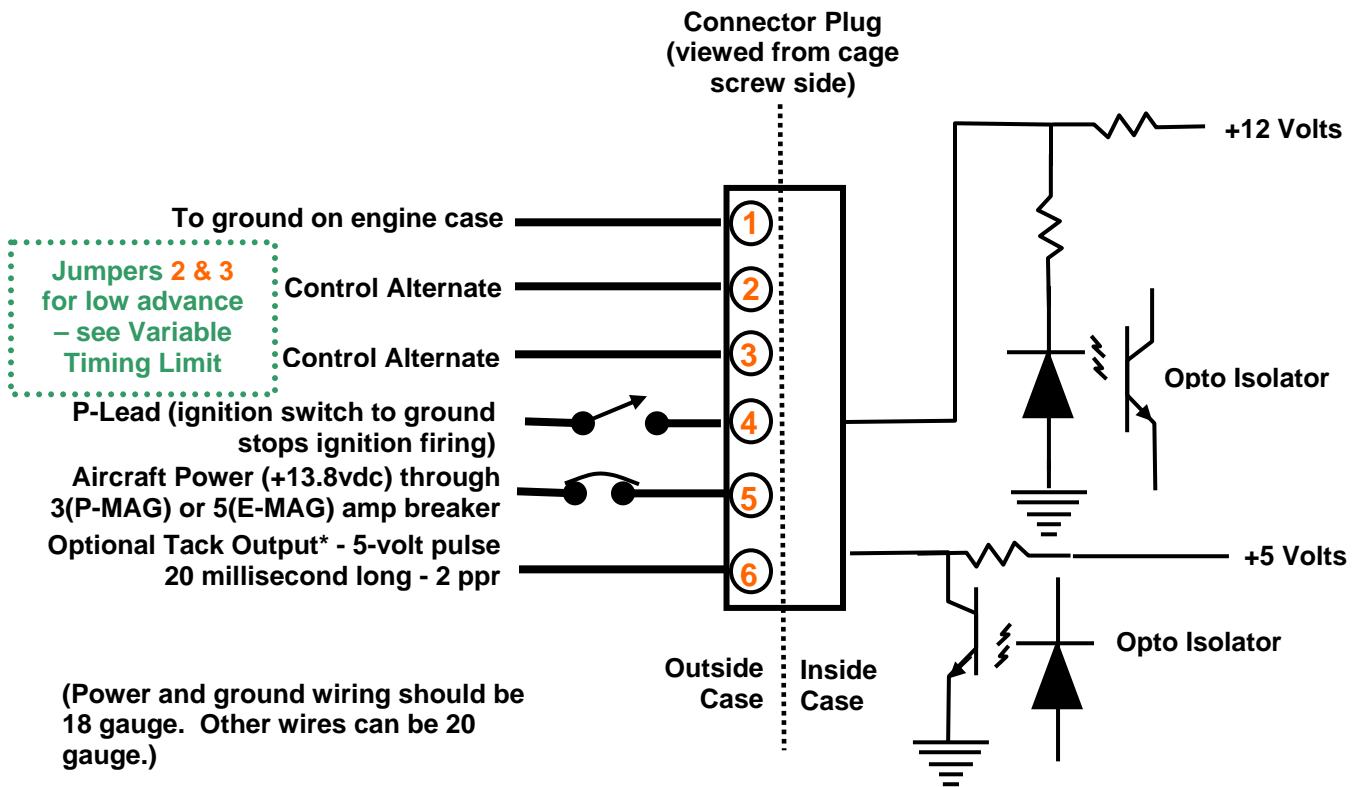 Connector Plug
(viewed from cage
screw side)
+12 Volts
To ground on engine case
1
Jumpers 2 & 3
for low advance
– see Variable
Timing Limit
Control Alternate
2
Control Alternate
3
Opto Isolator
P-Lead (ignition switch to ground
stops ignition firing)
4
Aircraft Power (+13.8vdc) through
3(P-MAG) or 5(E-MAG) amp breaker
5
Optional Tack Output* - 5-volt pulse
20 millisecond long - 2 ppr
6
+5 Volts
Opto Isolator
Outside
Case
Inside
Case
(Power and ground wiring should be
18 gauge. Other wires can be 20
gauge.)